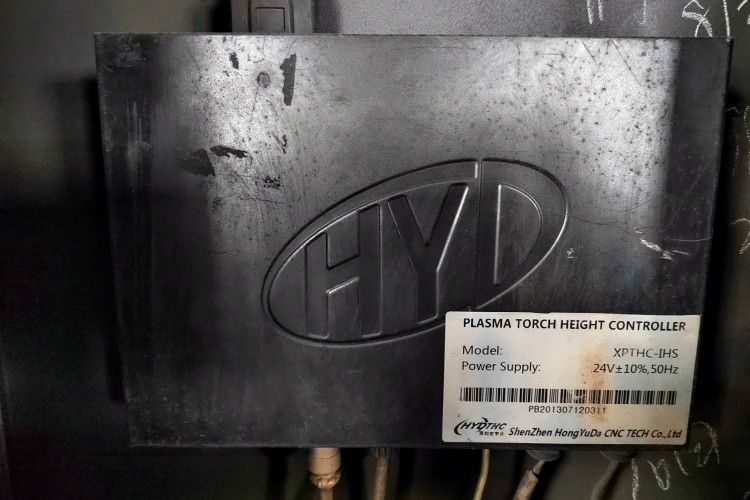 HYD
PLASMA TORCH HEIGHT CONTROLLER
Model: XPTHC-IHS
Power Supply: 24V±10%,50Hz
PB201307120311
HYDTHC ShenZhen HongYuDa CNC TECH Co.,Ltd